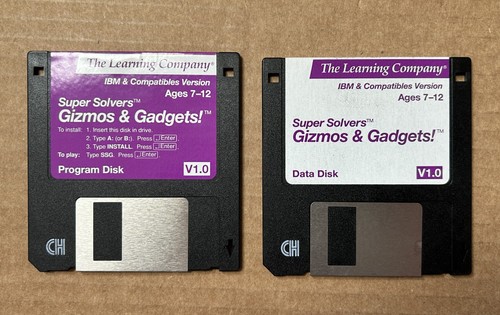 The Learning Company®
IBM & Compatibles Version
Ages 7–12
Super Solvers™
Gizmos & Gadgets!™
To install: 1. Insert this disk in drive.
2. Type A: (or B:). Press ↵Enter
3. Type INSTALL. Press ↵Enter
To play: Type SSG. Press ↵Enter
Program Disk V1.0
The Learning Company®
IBM & Compatibles Version
Ages 7–12
Super Solvers™
Gizmos & Gadgets!™
Data Disk V1.0